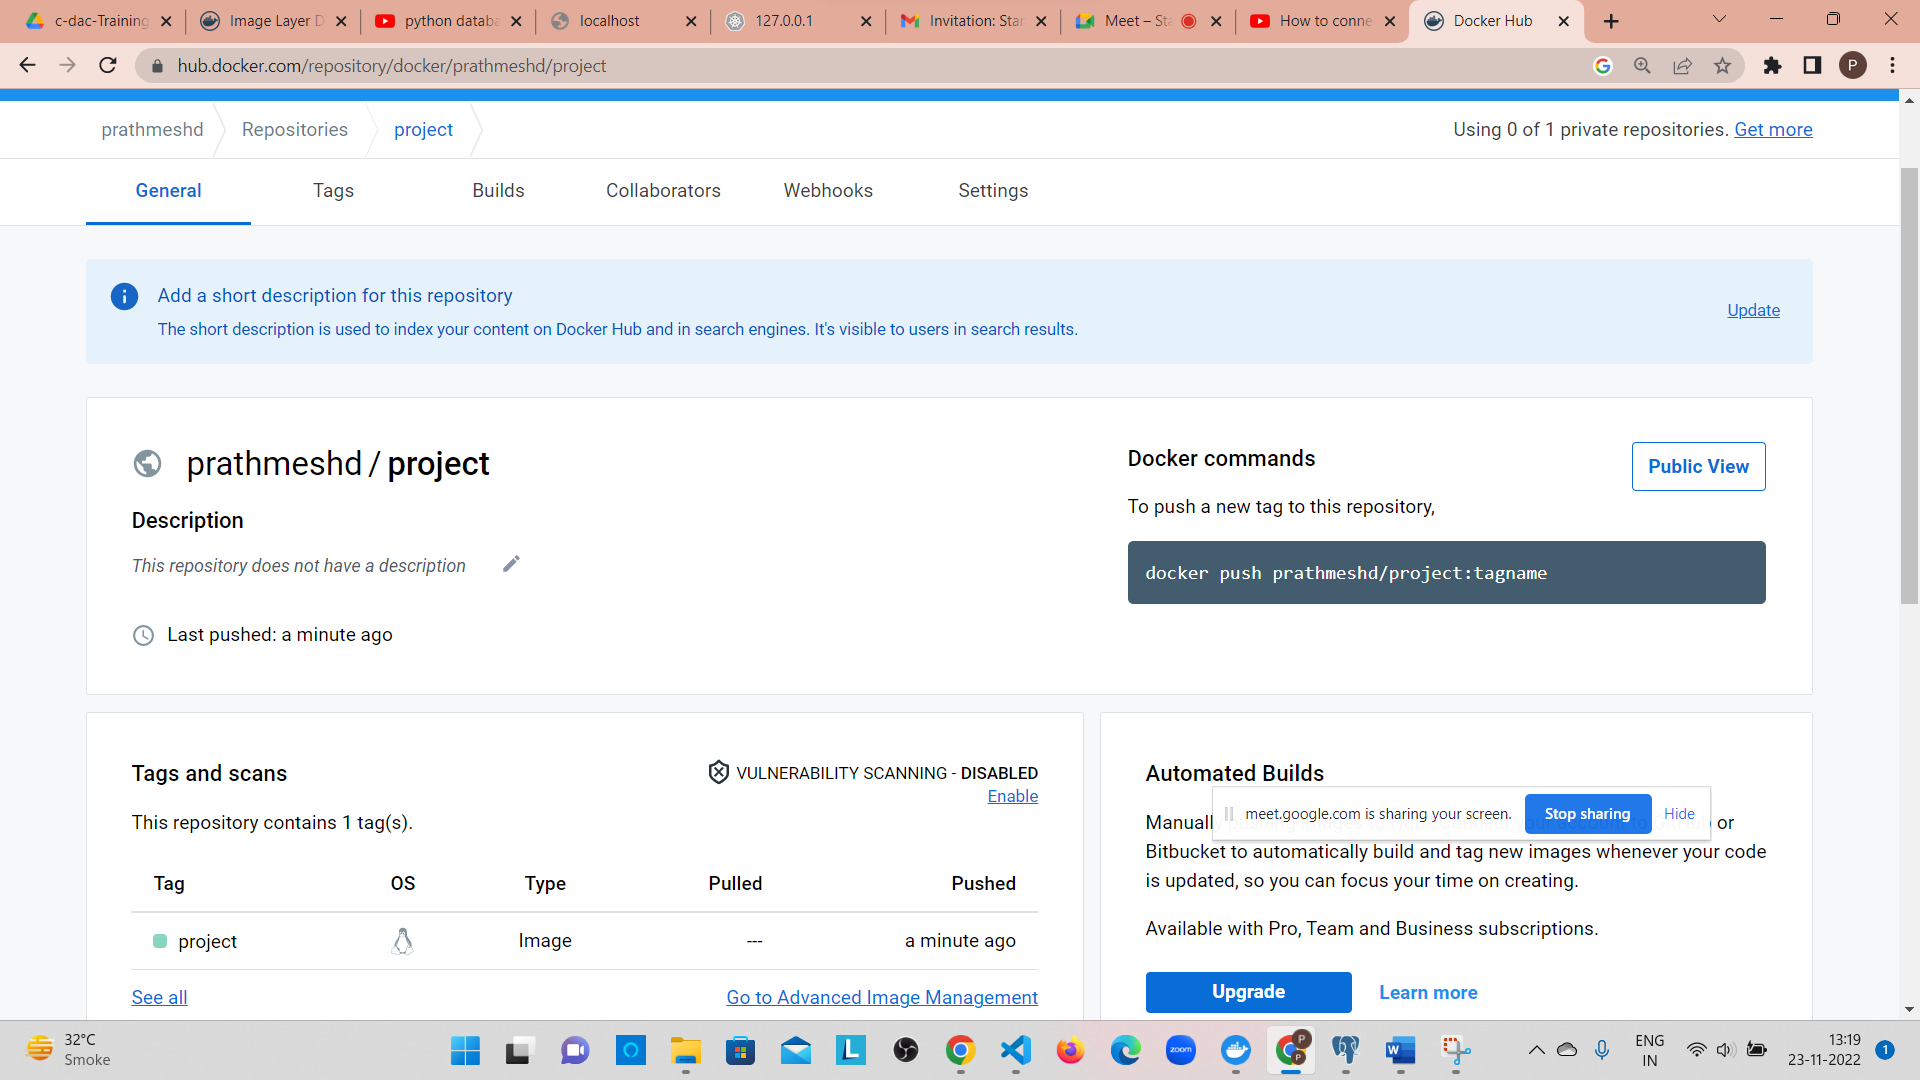 c-dac-Training
Image Layer D
python databa
localhost
127.0.0.1
Invitation: Star
Meet – Sta
How to conne
Docker Hub
hub.docker.com/repository/docker/prathmeshd/project
P
prathmeshd
Repositories
project
Using 0 of 1 private repositories. Get more
General
Tags
Builds
Collaborators
Webhooks
Settings
Add a short description for this repository
The short description is used to index your content on Docker Hub and in search engines. It's visible to users in search results.
Update
prathmeshd / project
Description
This repository does not have a description
Last pushed: a minute ago
Docker commands
Public View
To push a new tag to this repository,
docker push prathmeshd/project:tagname
Tags and scans
VULNERABILITY SCANNING - DISABLED
Enable
This repository contains 1 tag(s).
Tag OS Type Pulled Pushed
project Image --- a minute ago
See all
Go to Advanced Image Management
Automated Builds
meet.google.com is sharing your screen.
Stop sharing
Hide
Manually or
Bitbucket to automatically build and tag new images whenever your code
is updated, so you can focus your time on creating.
Available with Pro, Team and Business subscriptions.
Upgrade
Learn more
32°C
Smoke
zoom
ENG
IN
13:19
23-11-2022
1